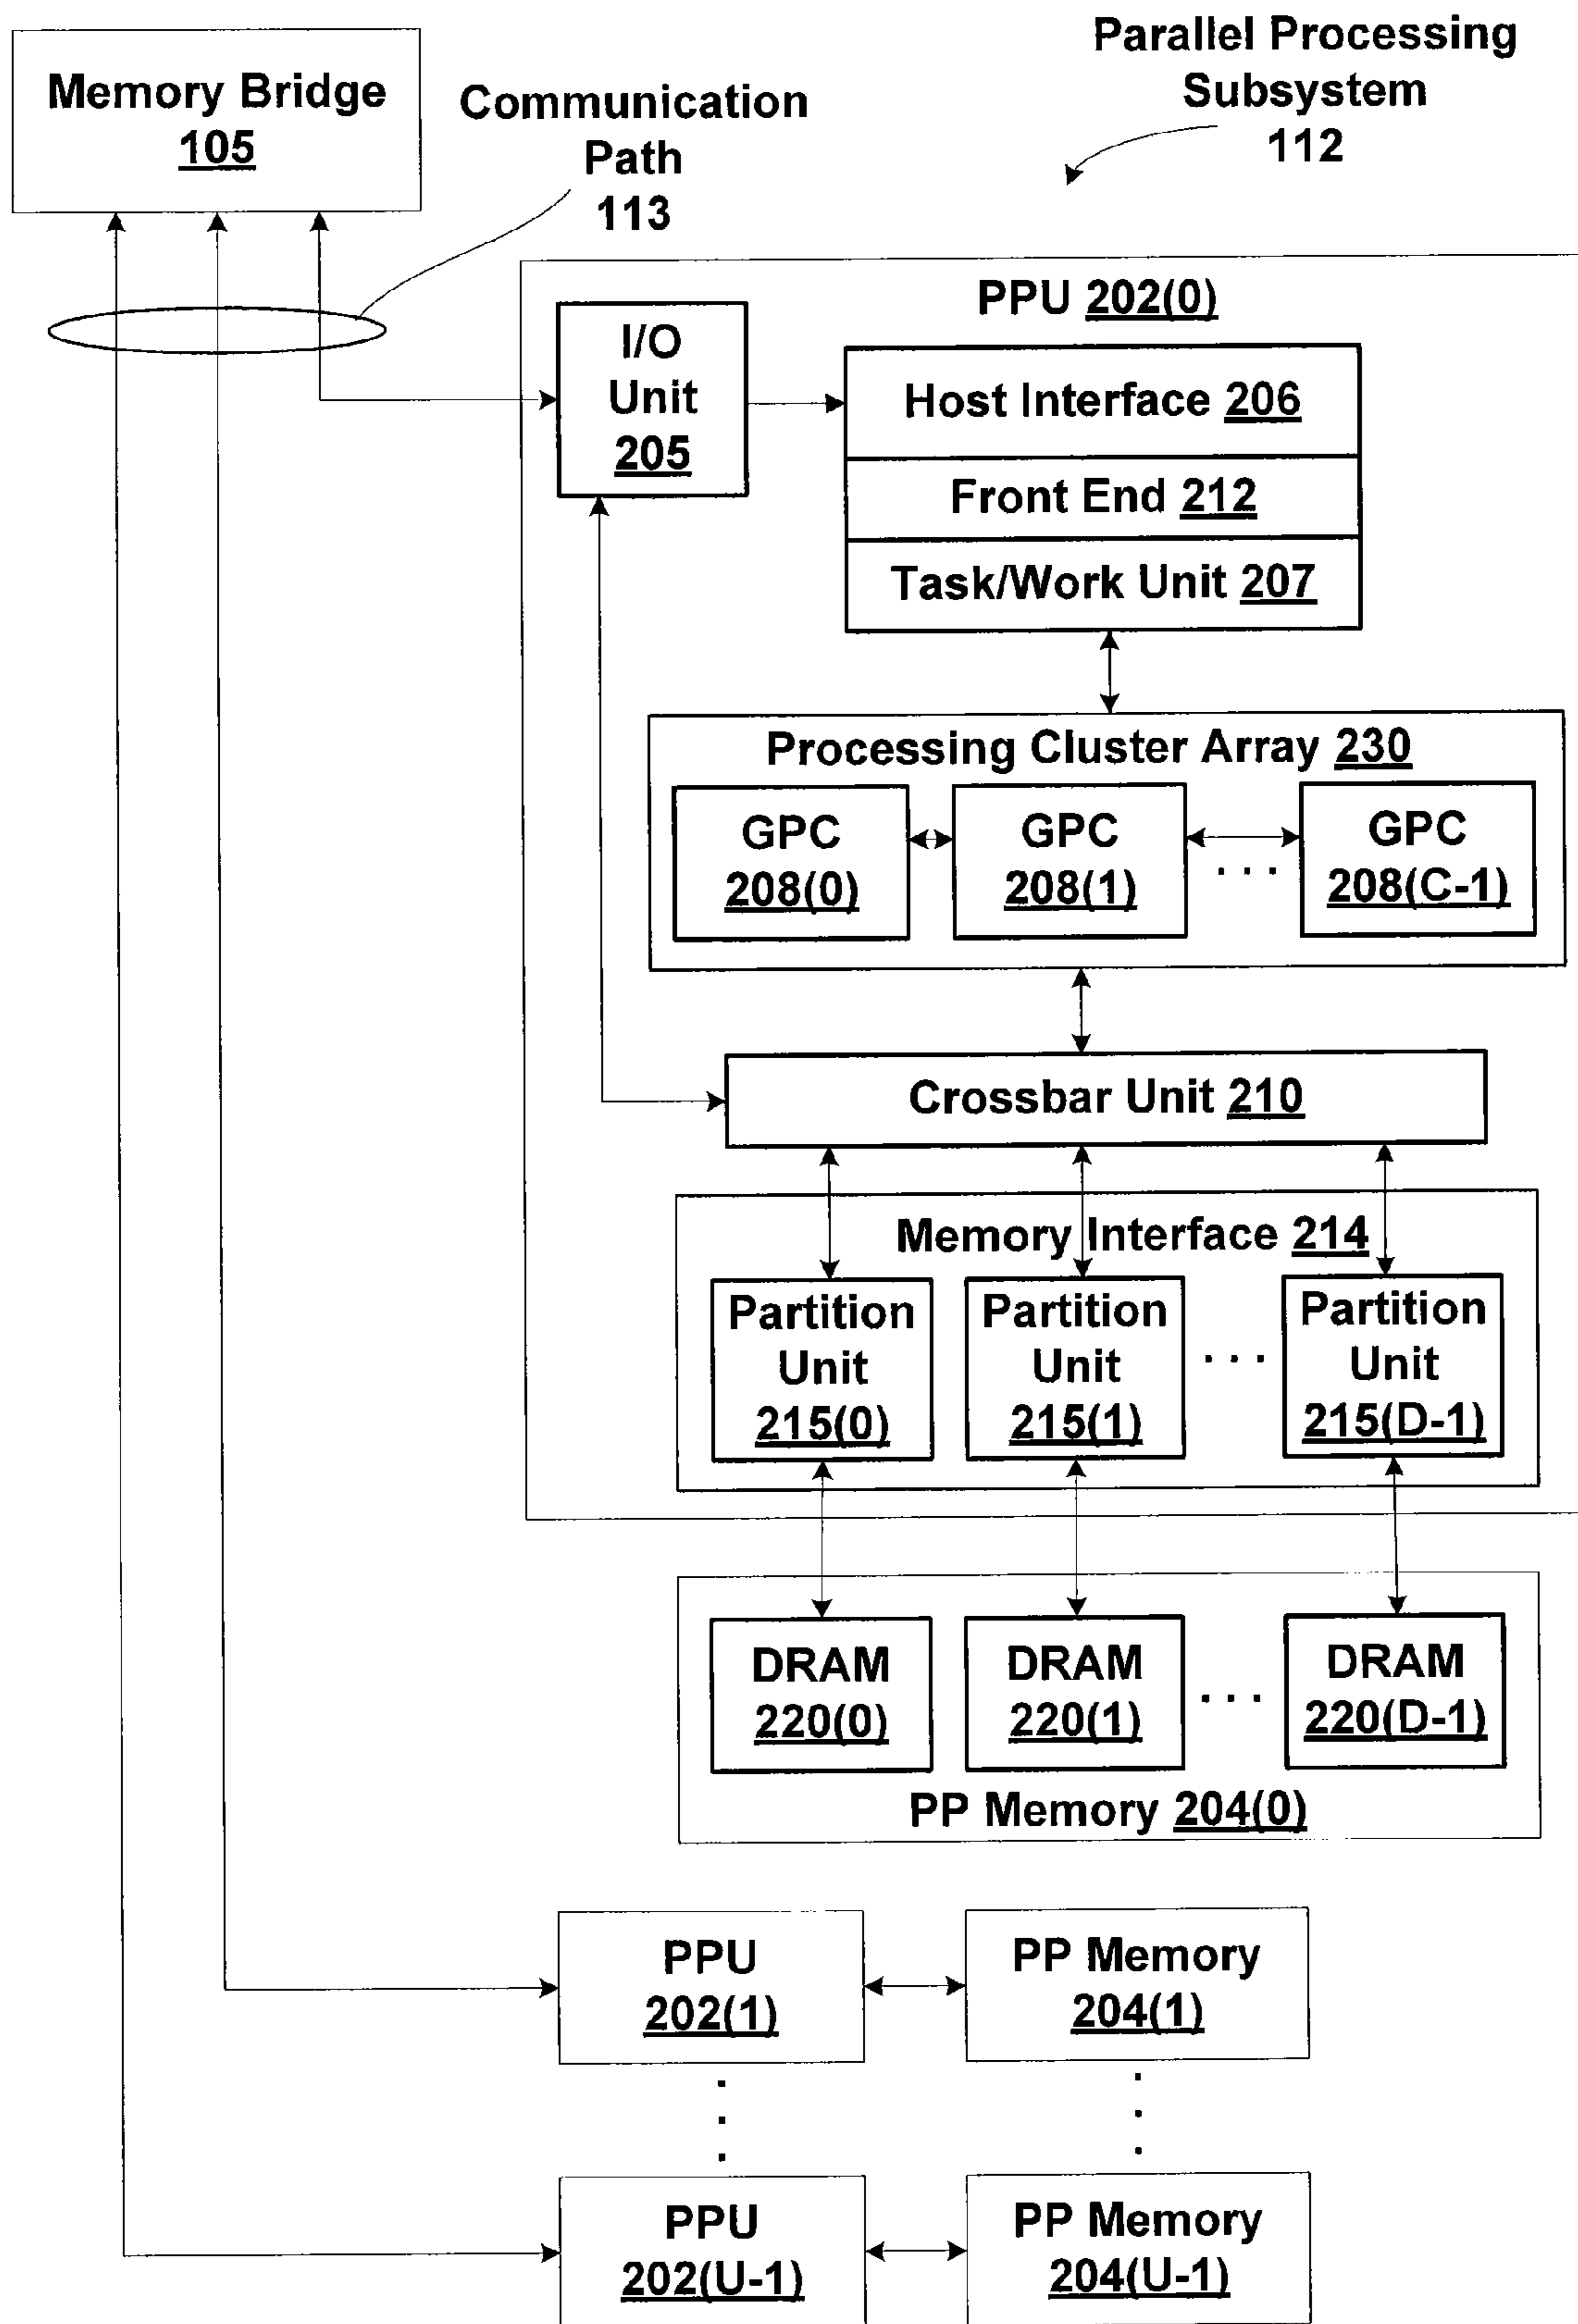 Parallel Processing
Subsystem
112
Memory Bridge
105
Communication
Path
113
PPU 202(0)
I/O
Unit
205
Host Interface 206
Front End 212
Task/Work Unit 207
Processing Cluster Array 230
GPC
208(0)
GPC
208(1)
. . .
GPC
208(C-1)
Crossbar Unit 210
Memory Interface 214
Partition
Unit
215(0)
Partition
Unit
215(1)
. . .
Partition
Unit
215(D-1)
DRAM
220(0)
DRAM
220(1)
. . .
DRAM
220(D-1)
PP Memory 204(0)
PPU
202(1)
PP Memory
204(1)
PPU
202(U-1)
PP Memory
204(U-1)